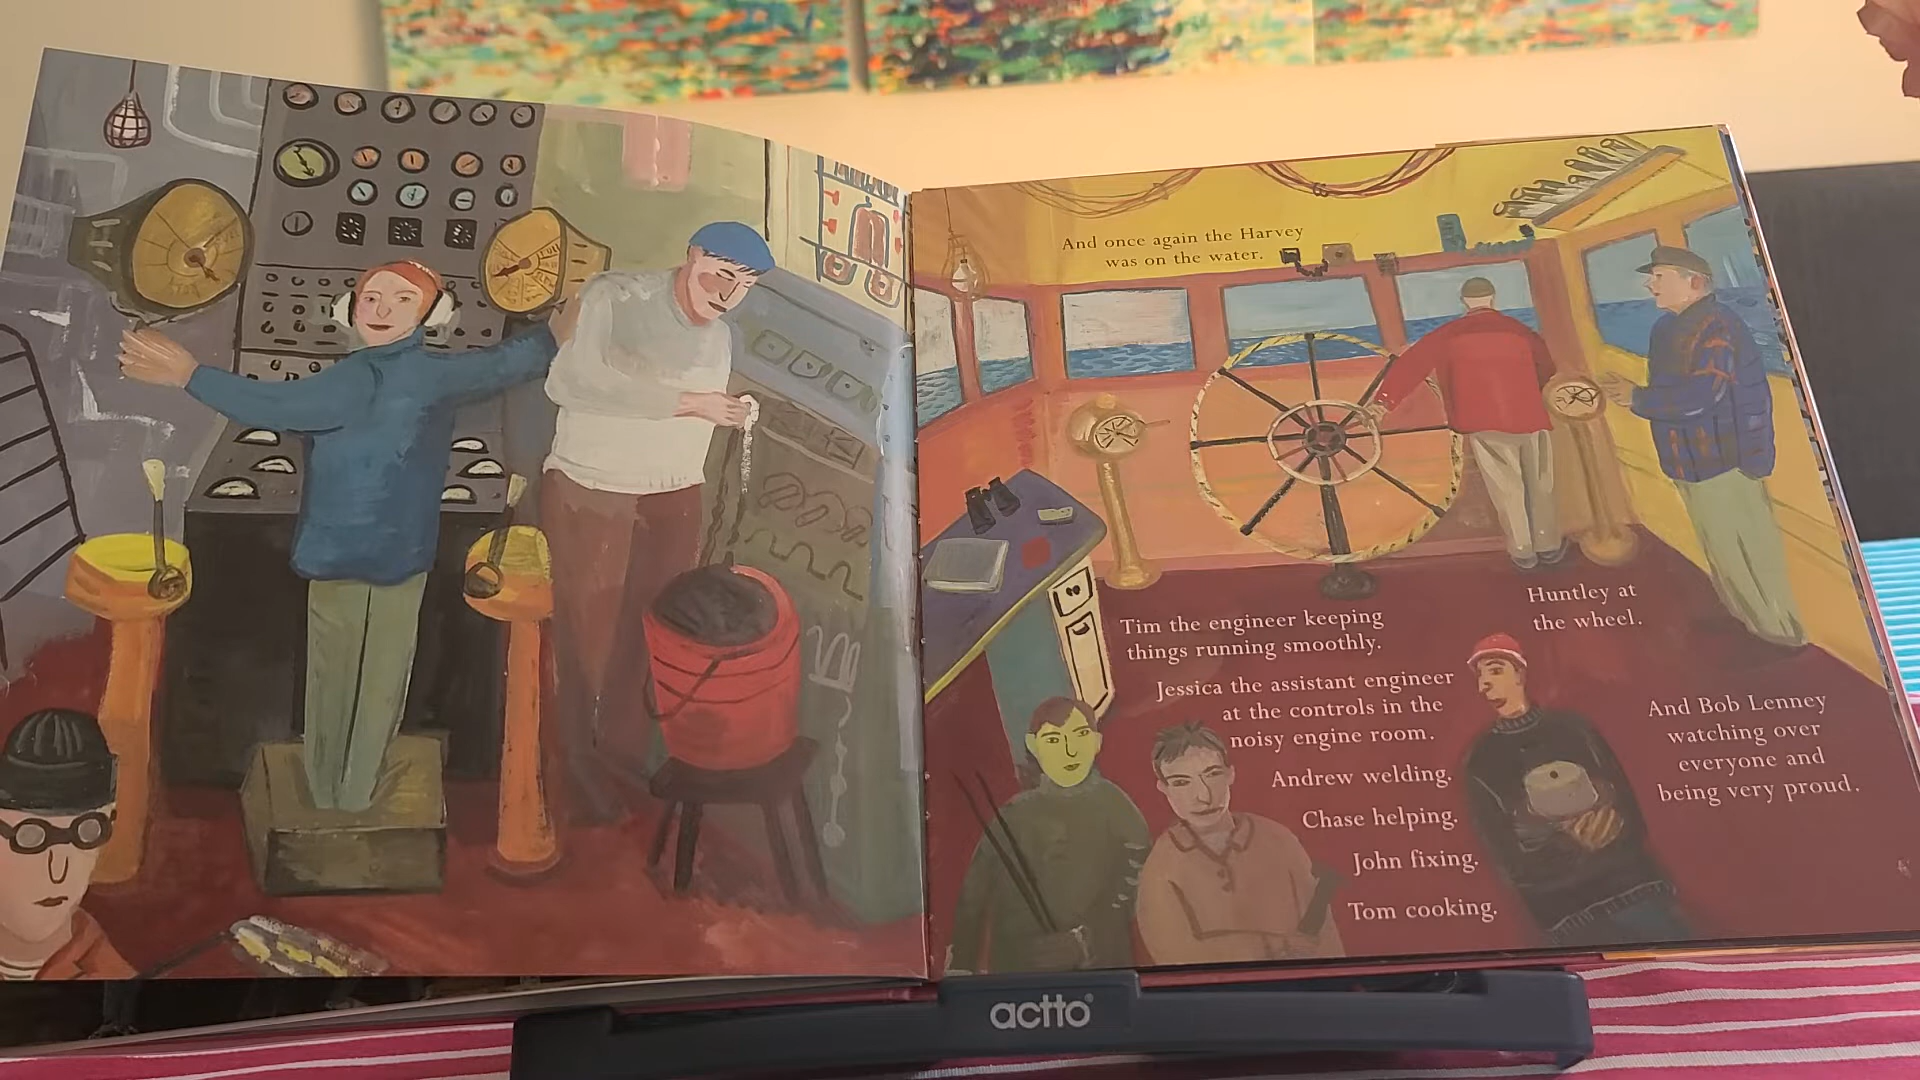 And once again the Harvey
was on the water.
Tim the engineer keeping
things running smoothly.
Jessica the assistant engineer
at the controls in the
noisy engine room.
Andrew welding.
Chase helping.
John fixing.
Tom cooking.
Huntley at
the wheel.
And Bob Lenney
watching over
everyone and
being very proud.
actto